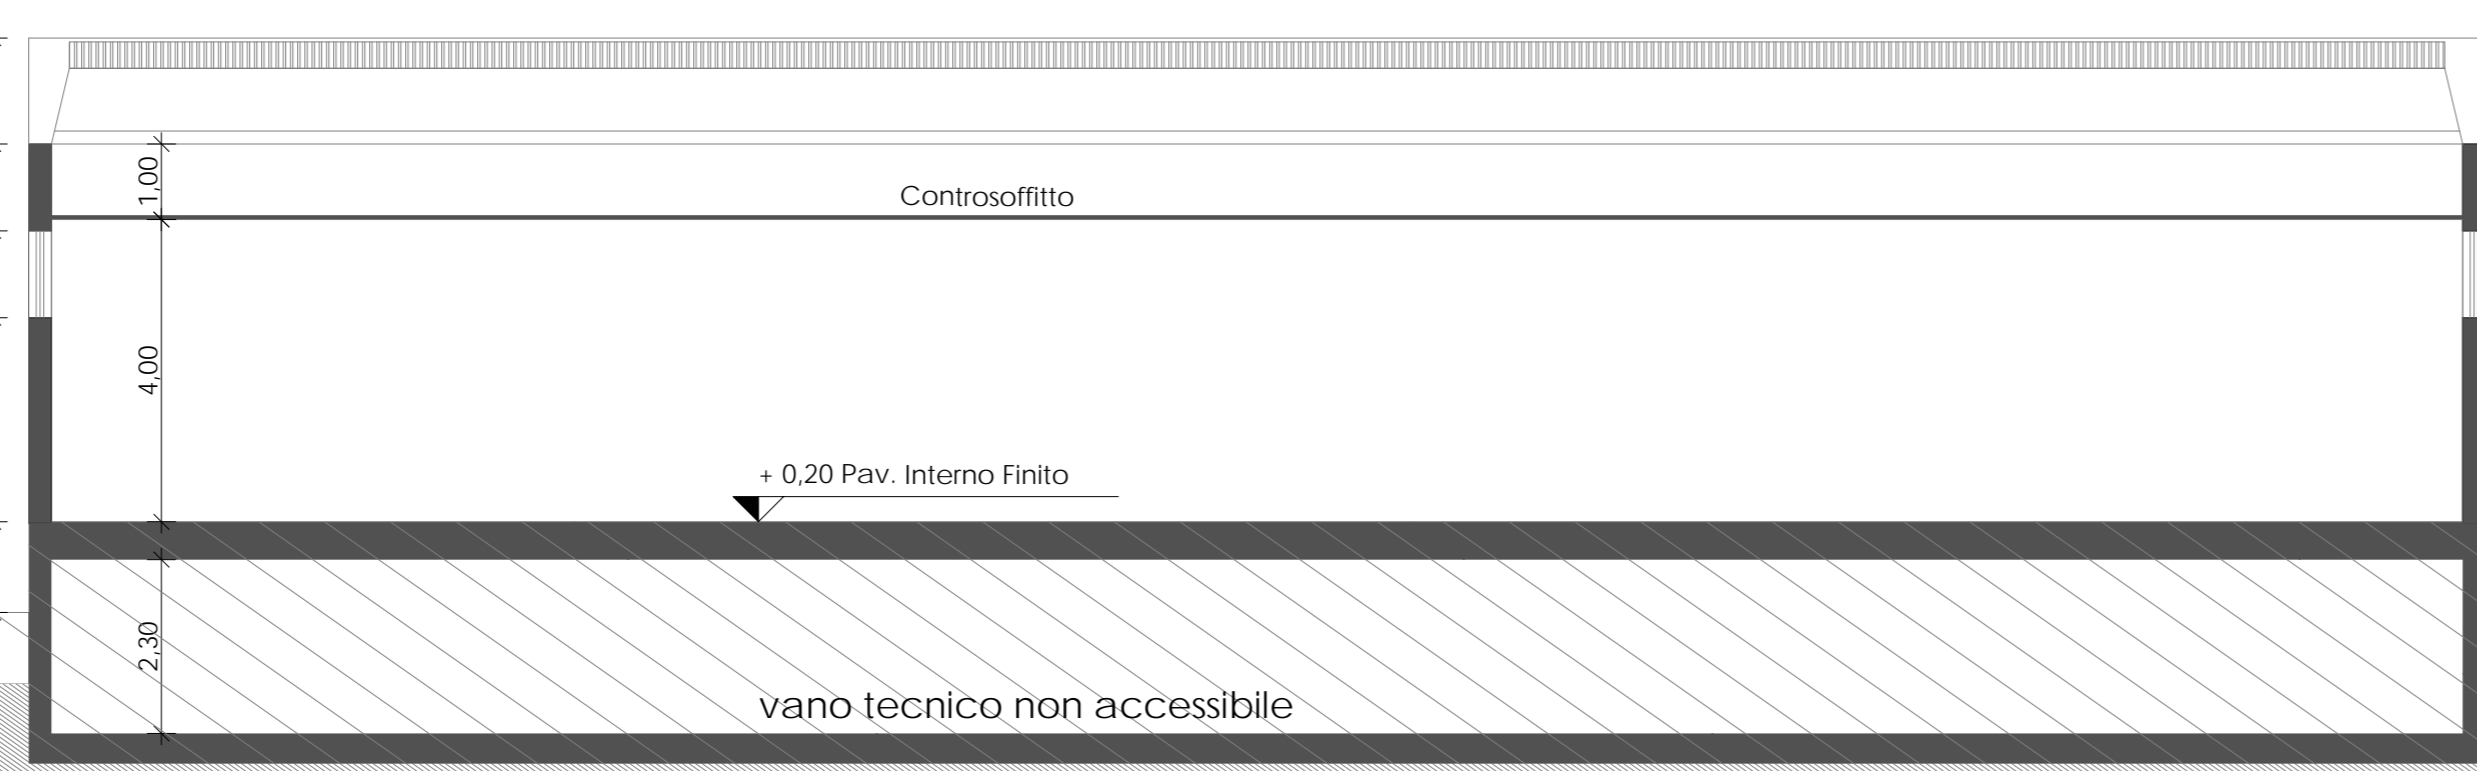 1,00
Controsoffitto
4,00
+ 0,20 Pav. Interno Finito
2,30
vano tecnico non accessibile